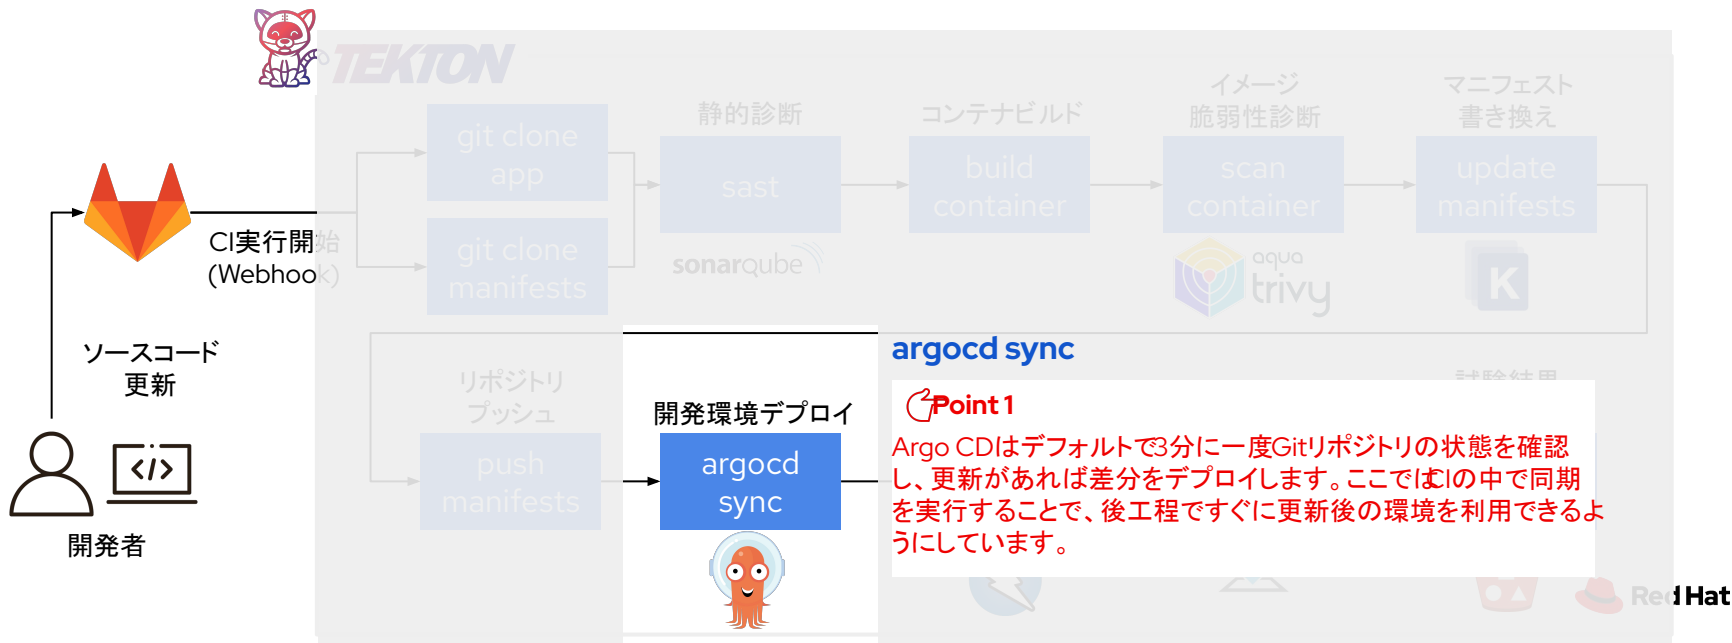 TEKTON
イメージ
脆弱性診断
マニフェスト
書き換え
静的診断
コンテナビルド
git clone
app
sast
build
container
scan
container
update
manifests
CI実行開始
(Webhook)
git clone
manifests
sonarqube
aqua
trivy
K
ソースコード
更新
argocd sync
リポジトリ
プッシュ
開発環境デプロイ
試験結果
Point 1
Argo CDはデフォルトで3分に一度Gitリポジトリの状態を確認
し、更新があれば差分をデプロイします。ここではCIの中で同期
を実行することで、後工程ですぐに更新後の環境を利用できるよ
うにしています。
push
manifests
argocd
sync
</>
開発者
Red Hat